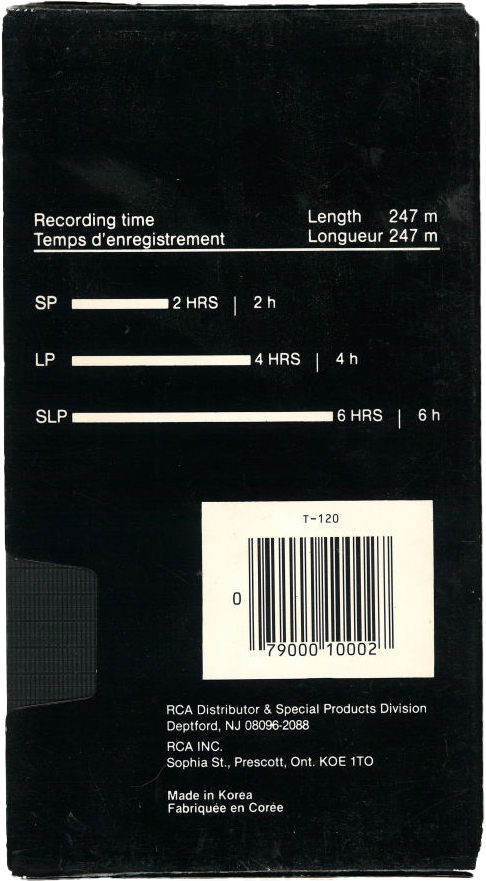 Recording time
Temps d'enregistrement
Length 247 m
Longueur 247 m
SP 2 HRS | 2 h
LP 4 HRS | 4 h
SLP 6 HRS | 6 h
T-120
0 79000 10002
RCA Distributor & Special Products Division
Deptford, NJ 08096-2088
RCA INC.
Sophia St., Prescott, Ont. KOE 1TO
Made in Korea
Fabriquée en Corée